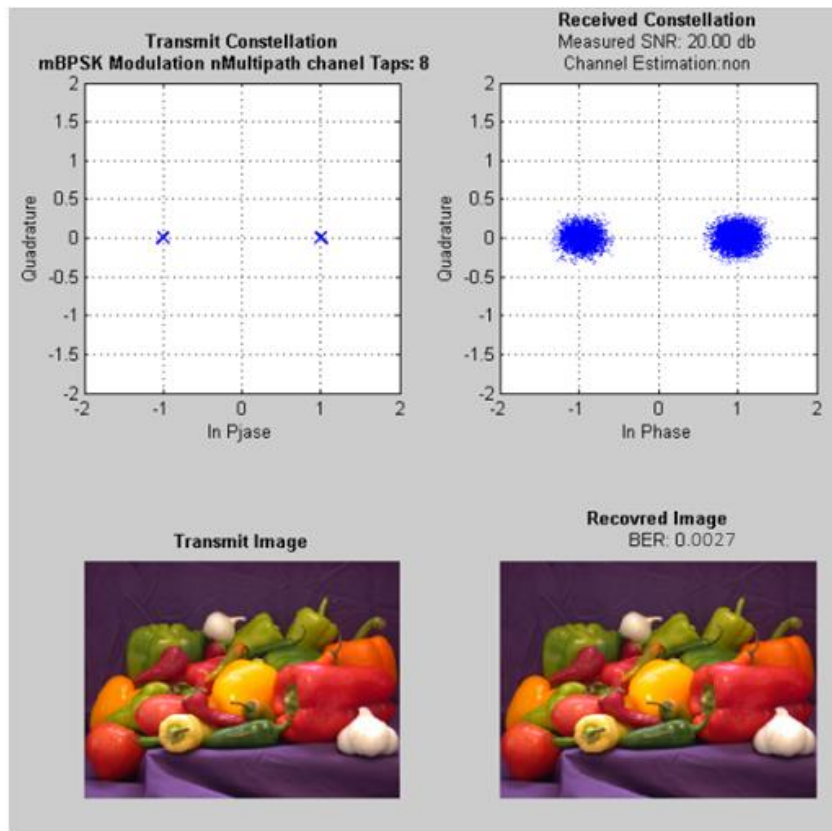 Transmit Constellation
mBPSK Modulation nMultipath chanel Taps: 8
2
1.5
1
0.5
0
-0.5
-1
-1.5
-2
Quadrature
-2 -1 0 1 2
In Pjase
Received Constellation
Measured SNR: 20.00 db
Channel Estimation:non
2
1.5
1
0.5
0
-0.5
-1
-1.5
-2
Quadrature
-2 -1 0 1 2
In Phase
Transmit Image
Recovred Image
BER: 0.0027